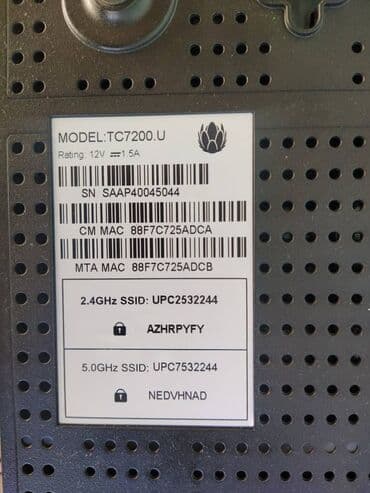 MODEL:TC7200.U
Rating: 12V ⎓1.5A
SN SAAP40045044
CM MAC 88F7C725ADCA
MTA MAC 88F7C725ADCB
2.4GHz SSID: UPC2532244
AZHRPYFY
5.0GHz SSID: UPC7532244
NEDVHNAD